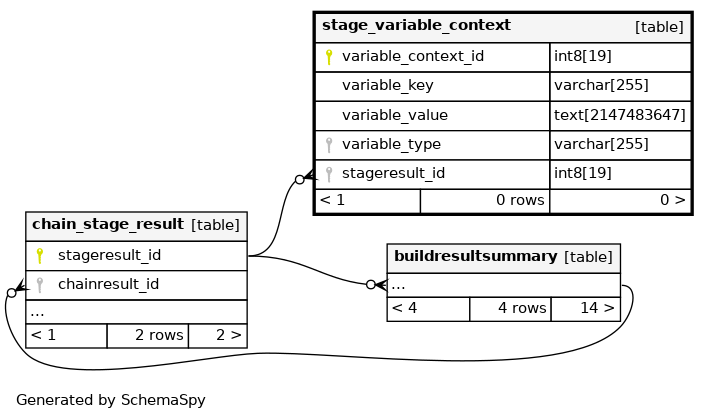 stage_variable_context [table]
variable_context_id int8[19]
variable_key varchar[255]
variable_value text[2147483647]
variable_type varchar[255]
stageresult_id int8[19]
< 1 0 rows 0 >
chain_stage_result [table]
stageresult_id
chainresult_id
...
< 1 2 rows 2 >
buildresultsummary [table]
...
< 4 4 rows 14 >
Generated by SchemaSpy